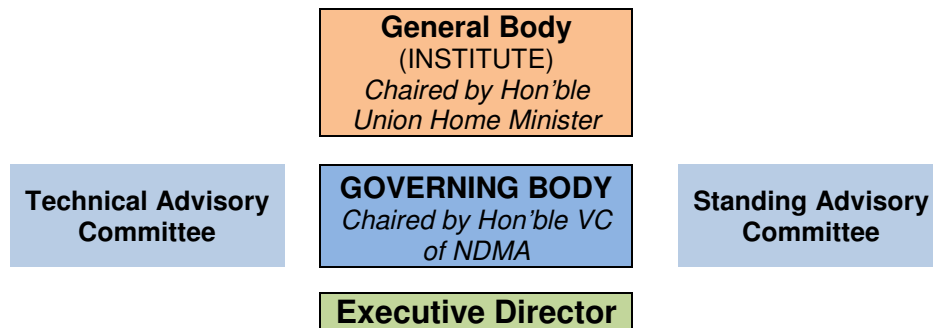 General Body
(INSTITUTE)
Chaired by Hon’ble
Union Home Minister
Technical Advisory
Committee
GOVERNING BODY
Chaired by Hon’ble VC
of NDMA
Standing Advisory
Committee
Executive Director